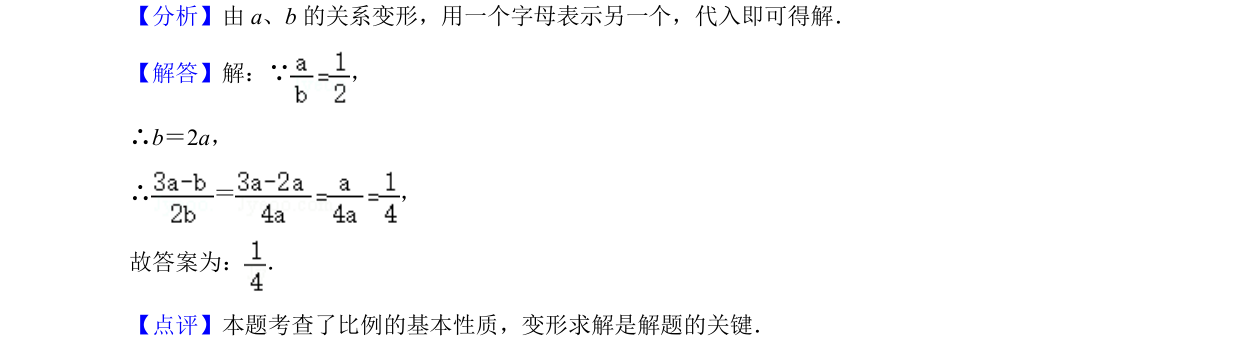 【分析】由 a、b 的关系变形，用一个字母表示另一个，代入即可得解．
【解答】解：∵a/b=1/2，
∴b＝2a，
∴(3a-b)/2b＝(3a-2a)/4a=a/4a=1/4，
故答案为：1/4．
【点评】本题考查了比例的基本性质，变形求解是解题的关键．